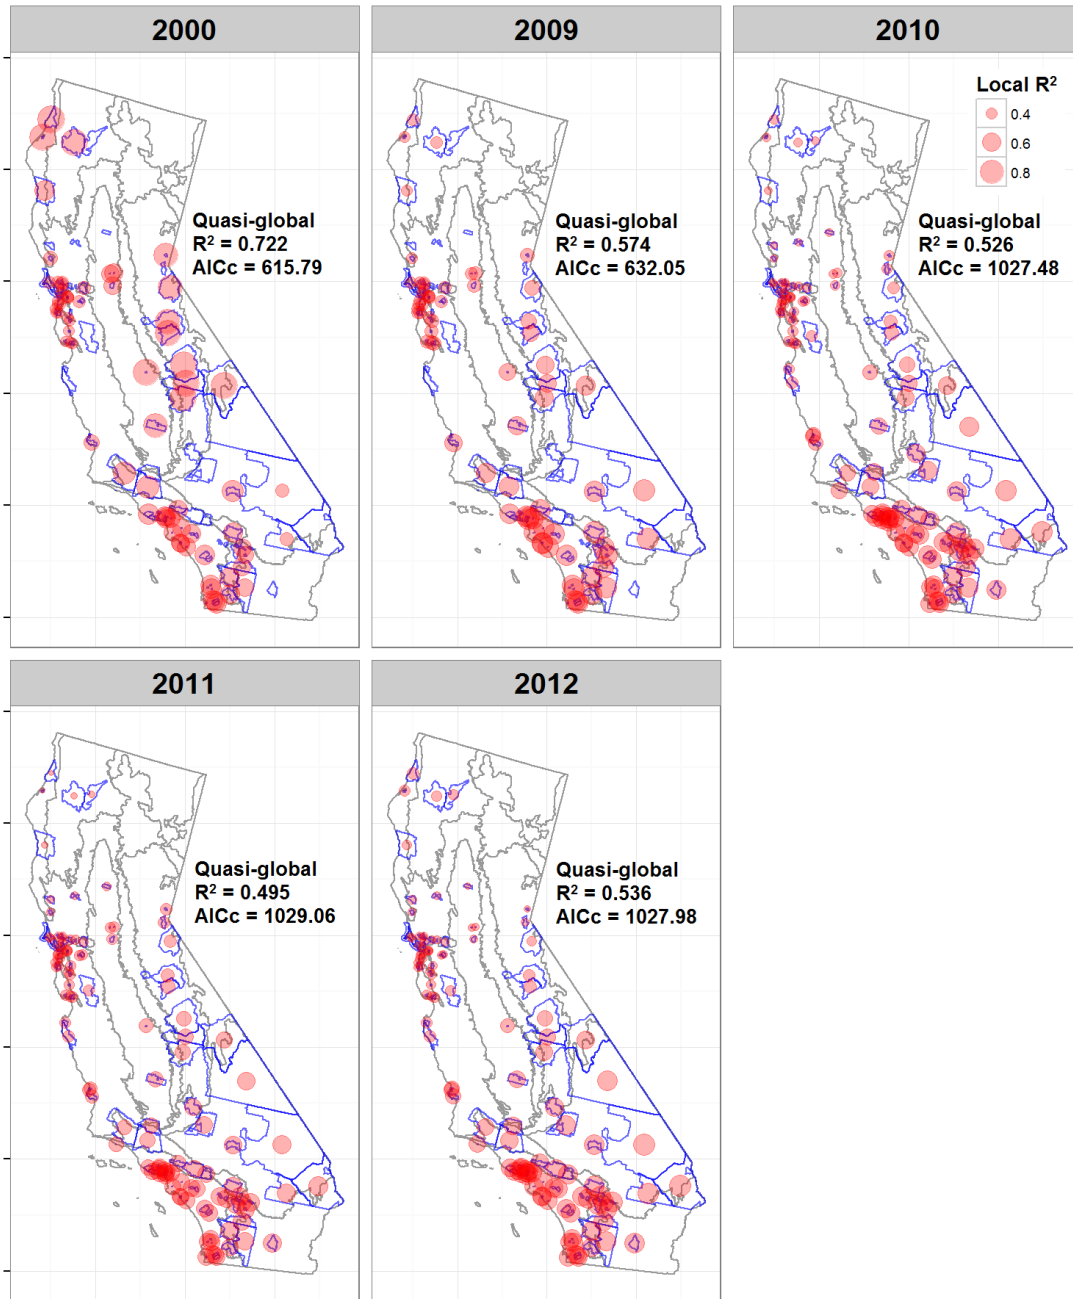 2000
2009
2010
Local R²
0.4
0.6
0.8
Quasi-global
R² = 0.722
AICc = 615.79
Quasi-global
R² = 0.574
AICc = 632.05
Quasi-global
R² = 0.526
AICc = 1027.48
2011
2012
Quasi-global
R² = 0.495
AICc = 1029.06
Quasi-global
R² = 0.536
AICc = 1027.98